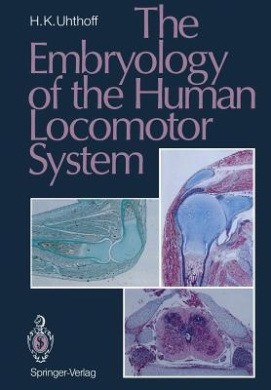 H.K. Uhthoff
The
Embryology
of the Human
Locomotor
System
Springer-Verlag